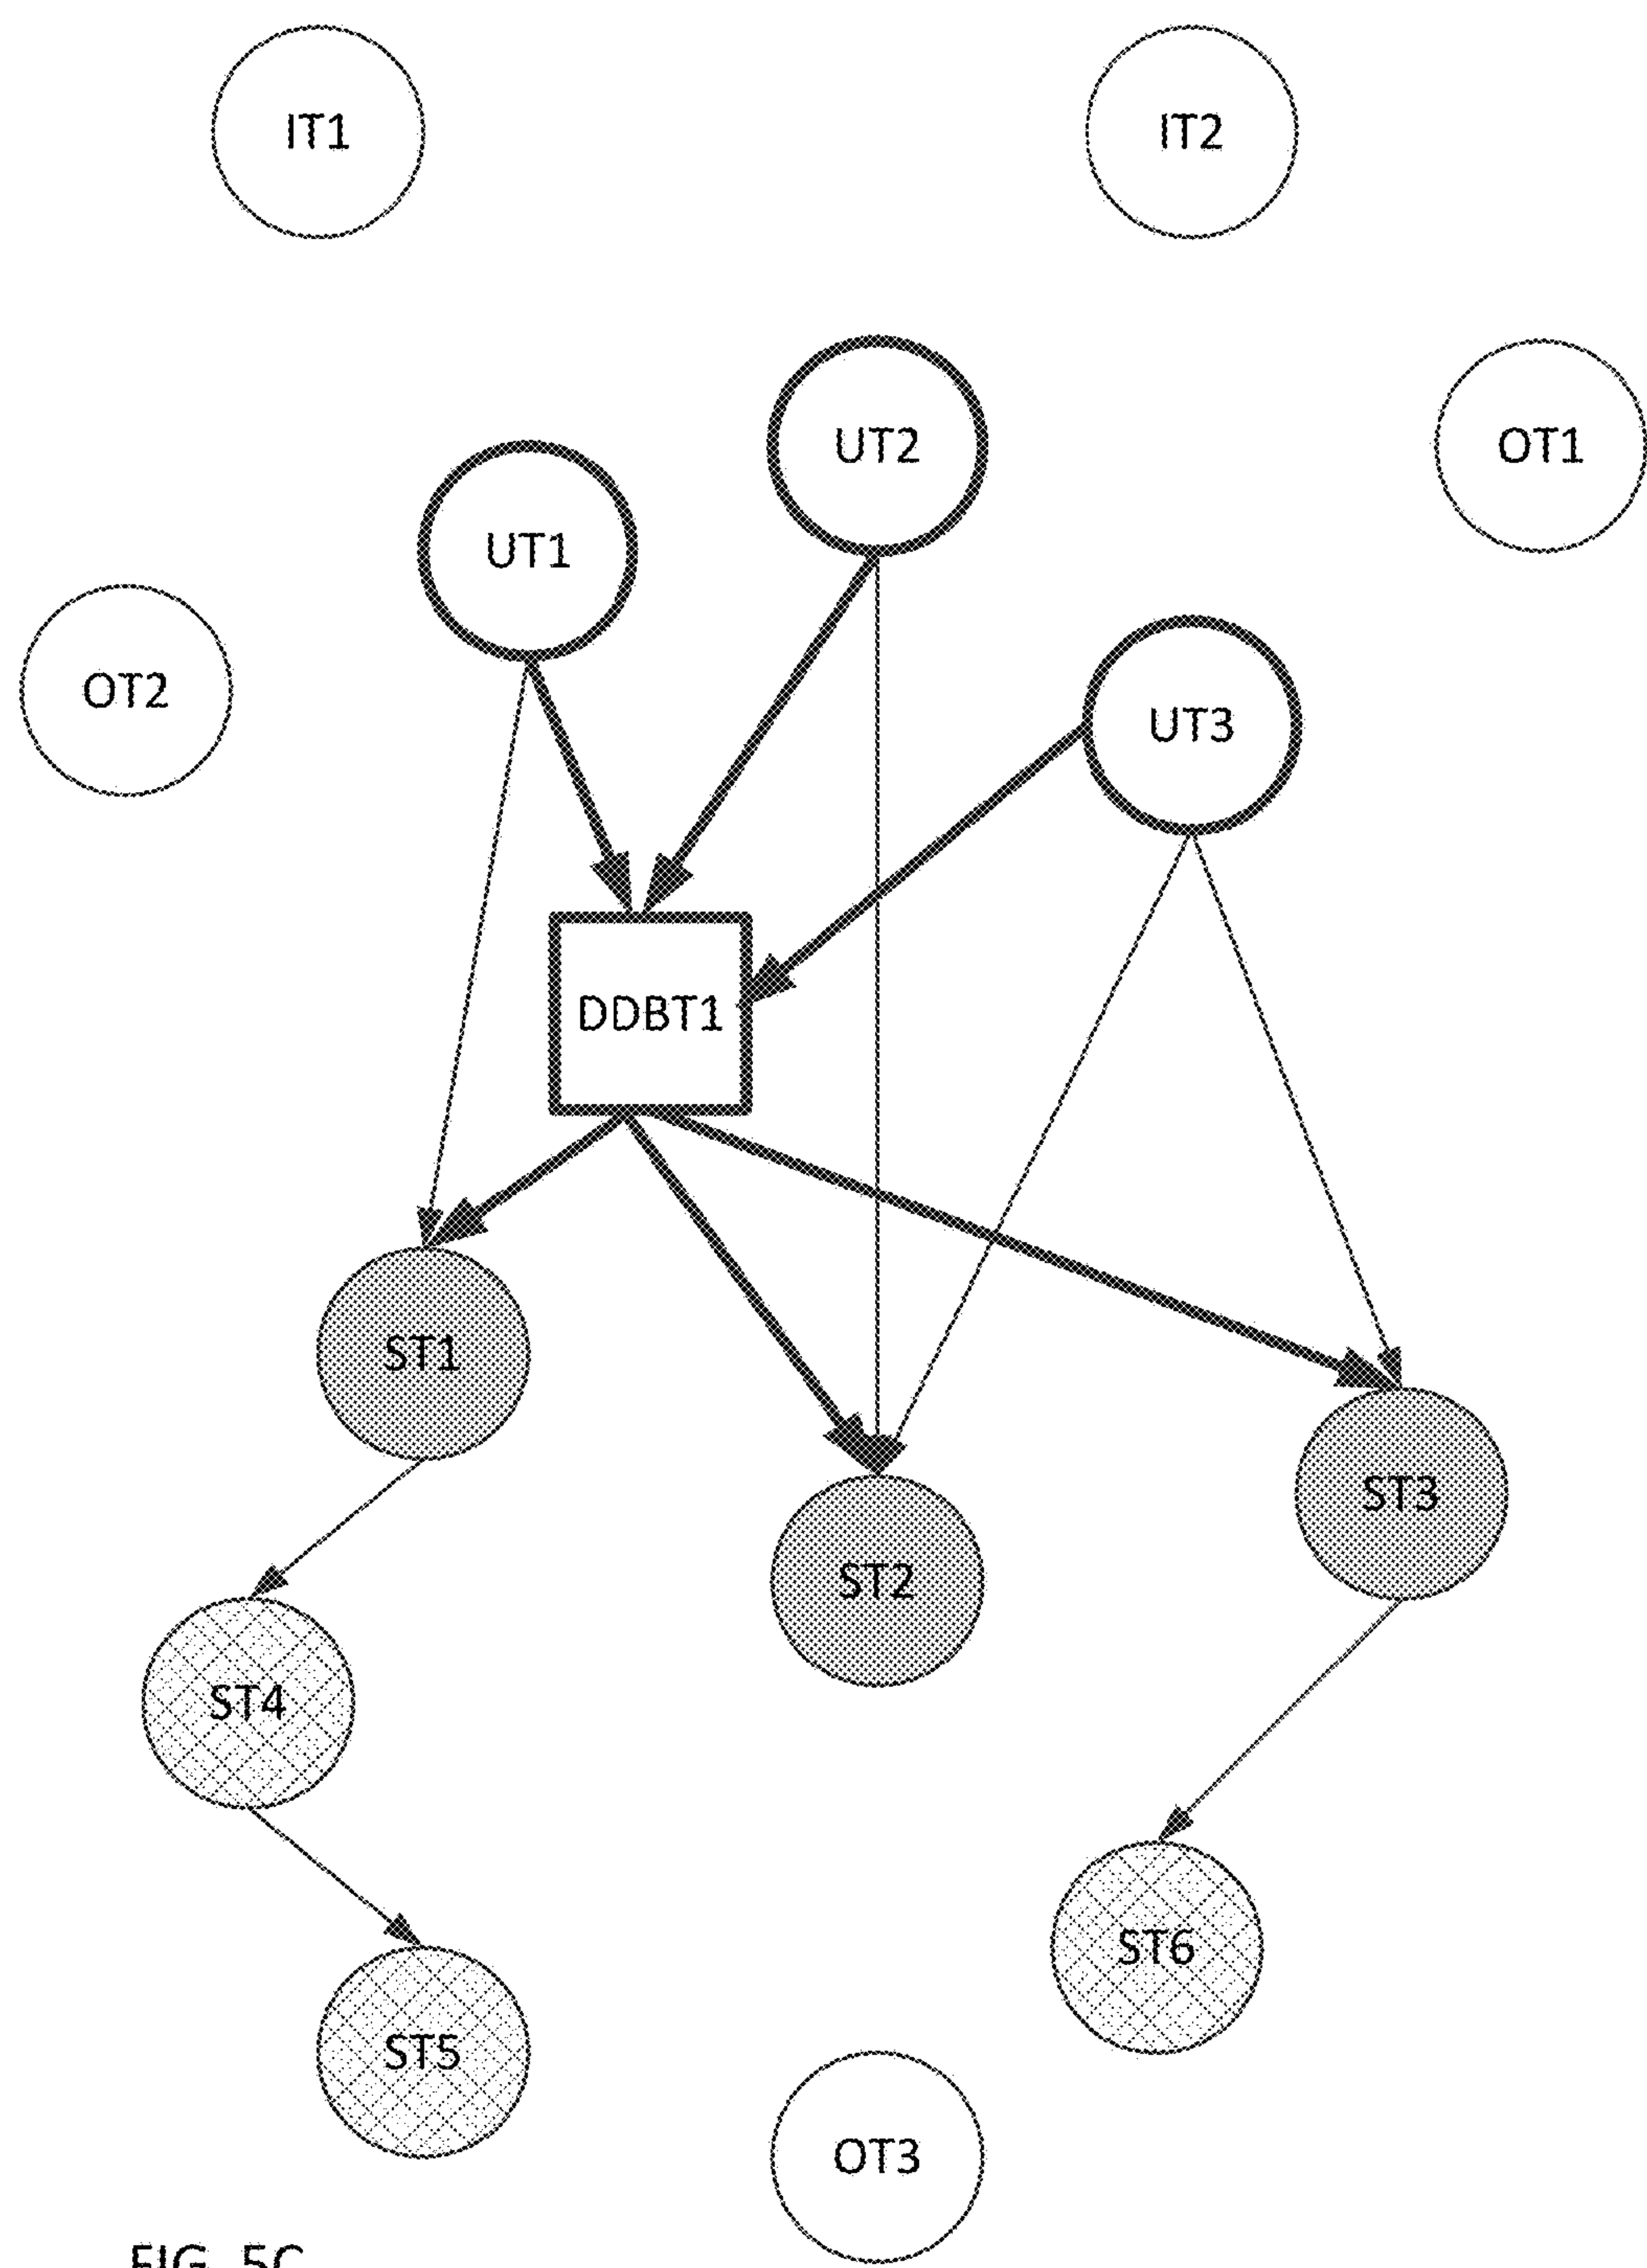 IT1
IT2
UT2
OT1
UT1
OT2
UT3
DDBT1
ST1
ST3
ST2
ST4
ST6
ST5
OT3
FIG. 5C